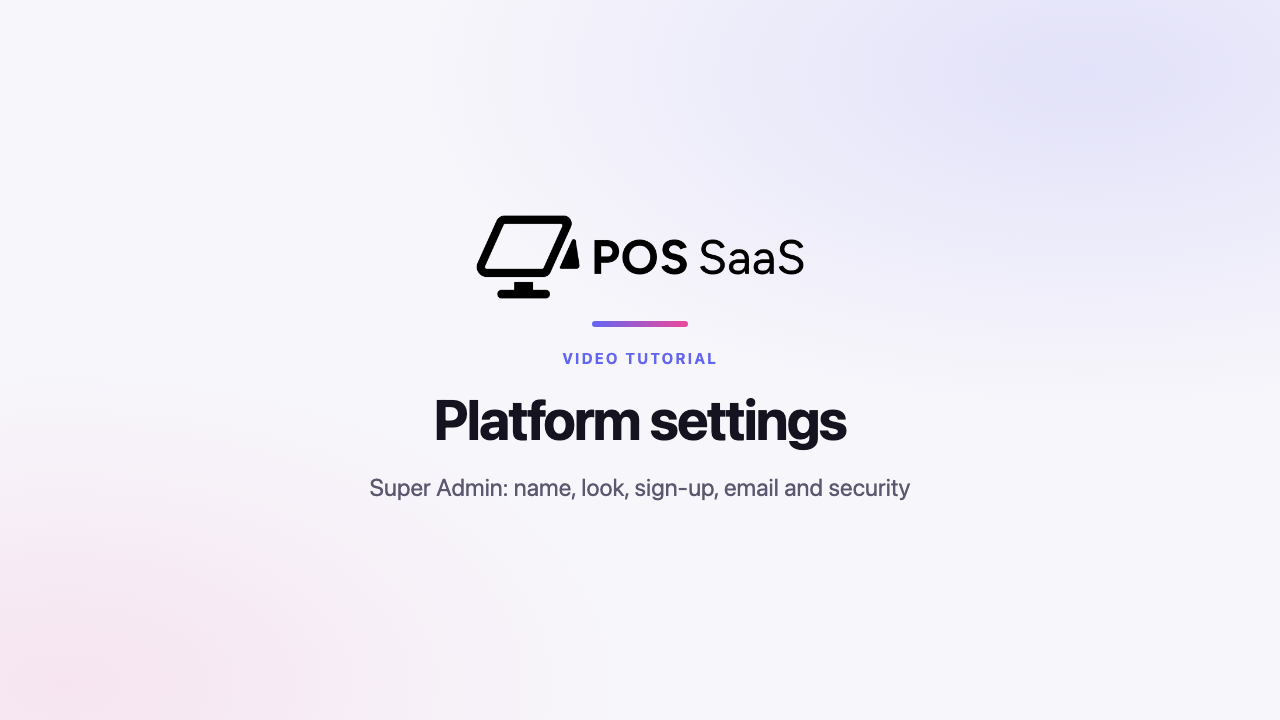 POS SaaS
VIDEO TUTORIAL
Platform settings
Super Admin: name, look, sign-up, email and security